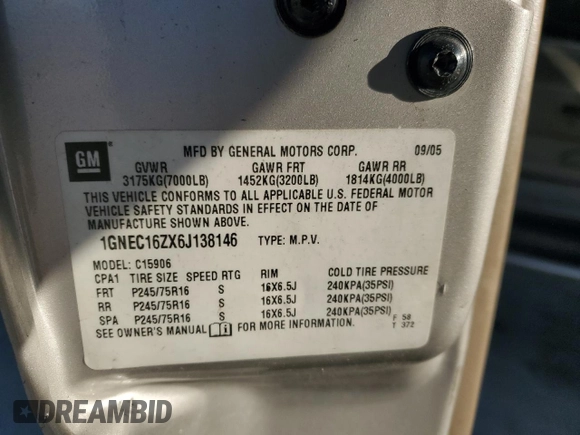 GM
MFD BY GENERAL MOTORS CORP. 09/05
GVWR GAWR FRT GAWR RR
3175KG(7000LB) 1452KG(3200LB) 1814KG(4000LB)
THIS VEHICLE CONFORMS TO ALL APPLICABLE U.S. FEDERAL MOTOR
VEHICLE SAFETY STANDARDS IN EFFECT ON THE DATE OF
MANUFACTURE SHOWN ABOVE.
1GNEC16ZX6J138146 TYPE: M.P.V.
MODEL: C15906
CPA1 TIRE SIZE SPEED RTG RIM COLD TIRE PRESSURE
FRT P245/75R16 S 16X6.5J 240KPA(35PSI)
RR P245/75R16 S 16X6.5J 240KPA(35PSI)
SPA P245/75R16 S 16X6.5J 240KPA(35PSI)
SEE OWNER'S MANUAL FOR MORE INFORMATION.
F 58
T 372
DREAMBID